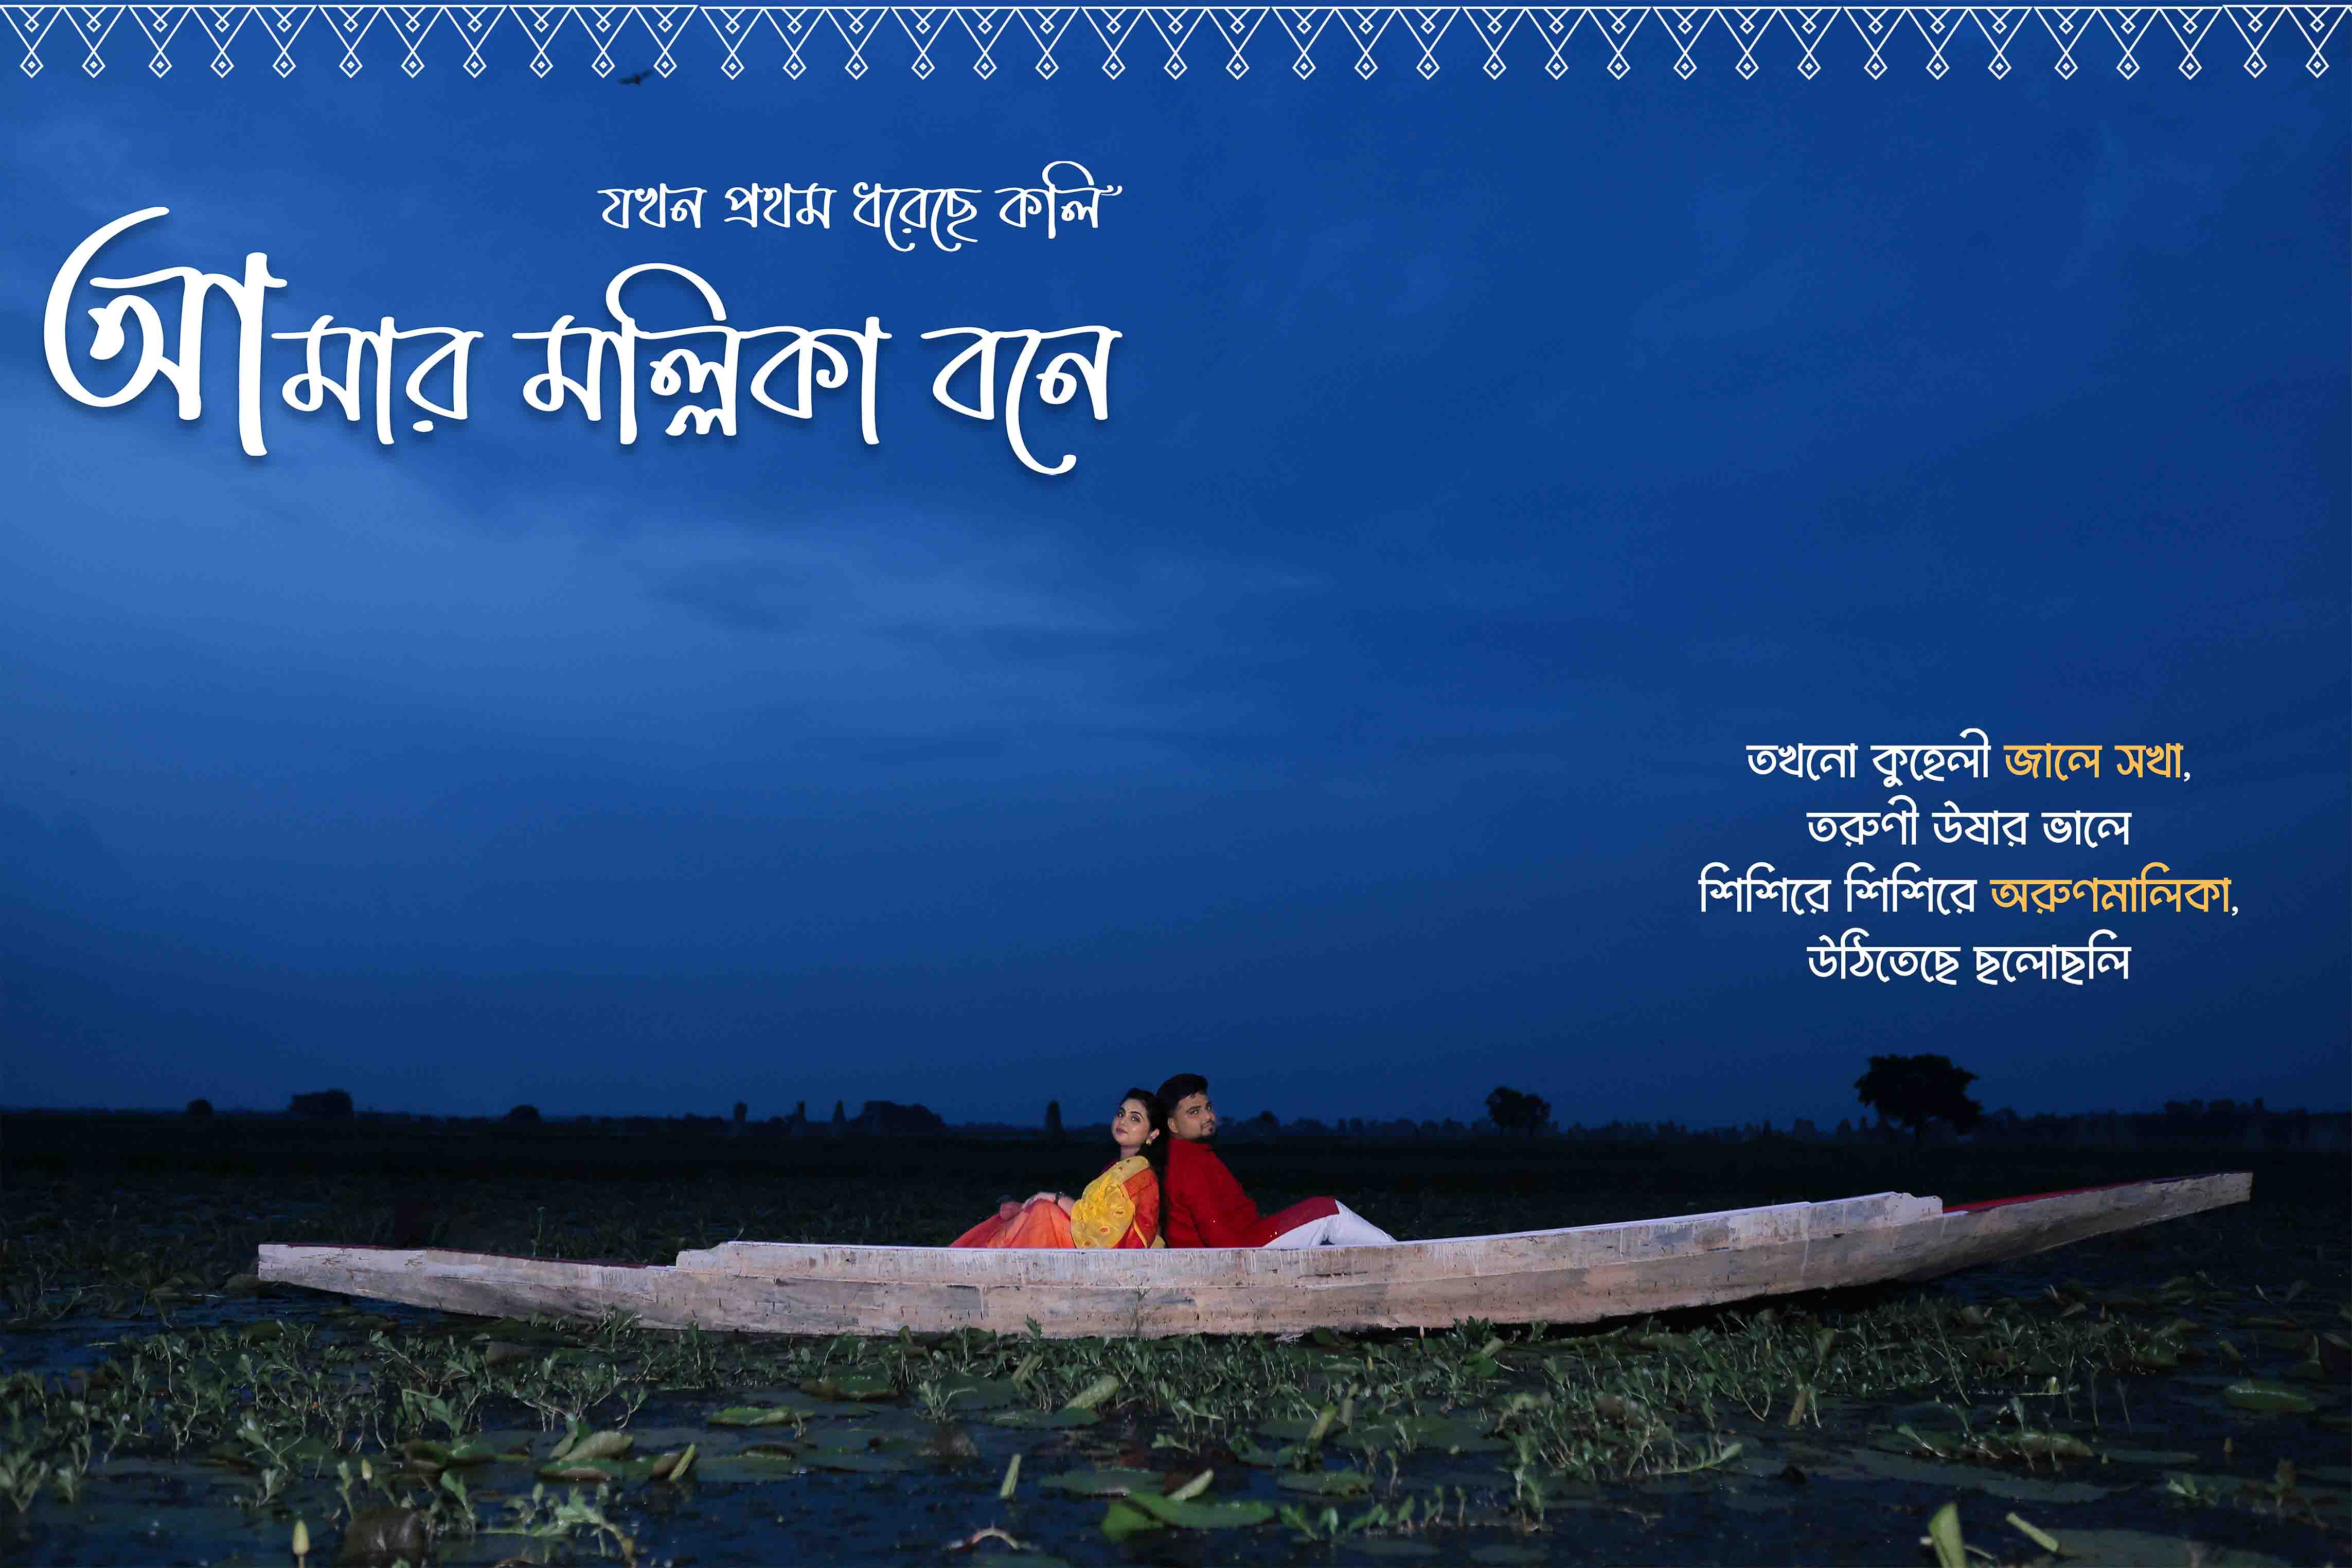 যখন প্রথম ধরেছে কলি
আমার মল্লিকা বনে
তখনো কুহেলী জালে সখা,
তরুণী উষার ভালে
শিশিরে শিশিরে অরুণমালিকা,
উঠিতেছে ছলোছলি